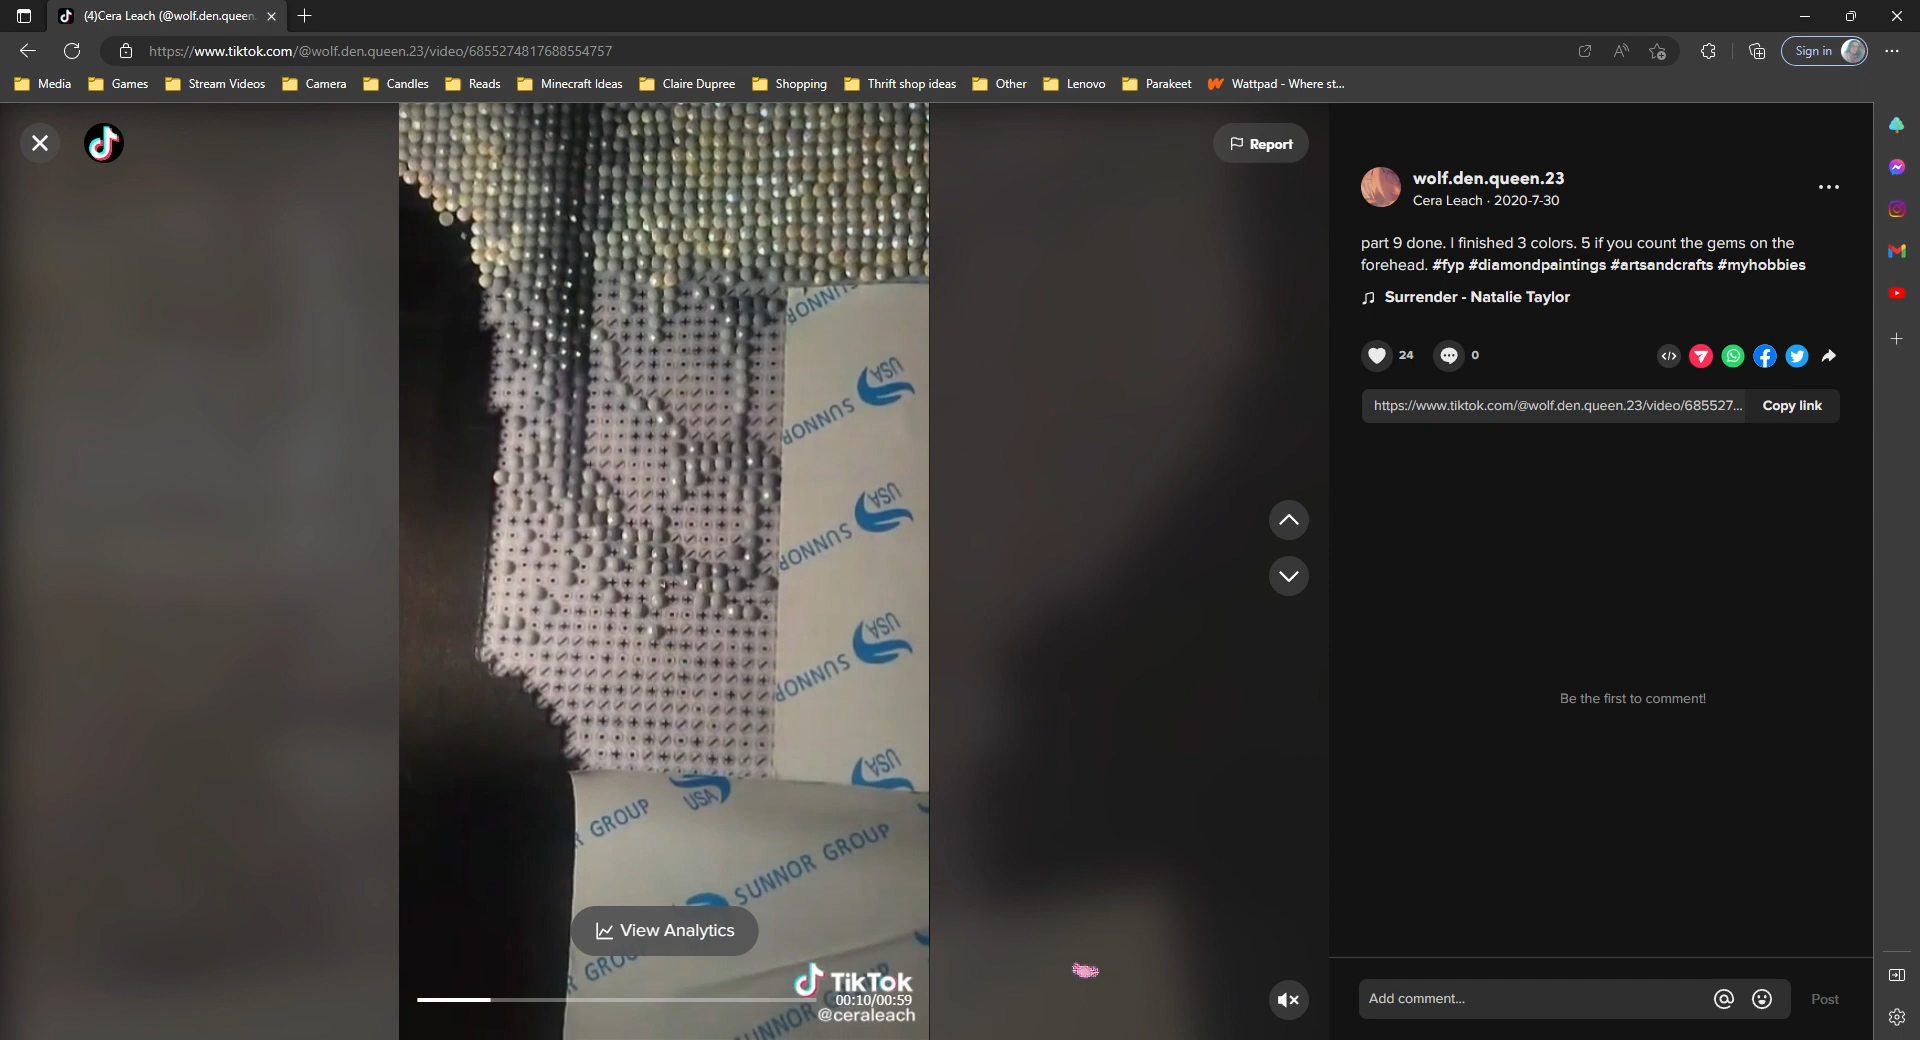 (4)Cera Leach (@wolf.den.queen.
https://www.tiktok.com/@wolf.den.queen.23/video/6855274817688554757
Sign in
Media
Games
Stream Videos
Camera
Candles
Reads
Minecraft Ideas
Claire Dupree
Shopping
Thrift shop ideas
Other
Lenovo
Parakeet
Wattpad - Where st...
Report
wolf.den.queen.23
Cera Leach · 2020-7-30
part 9 done. I finished 3 colors. 5 if you count the gems on the
forehead. #fyp #diamondpaintings #artsandcrafts #myhobbies
Surrender - Natalie Taylor
24
0
https://www.tiktok.com/@wolf.den.queen.23/video/685527...
Copy link
SUNNOR
USA
SUNNOR
USA
SUNNOR
USA
SUNNOR
USA
USA
R GROUP
SUNNOR GROUP
View Analytics
GRO
UNNOR
TikTok
00:10/00:59
@ceraleach
Be the first to comment!
Add comment...
Post